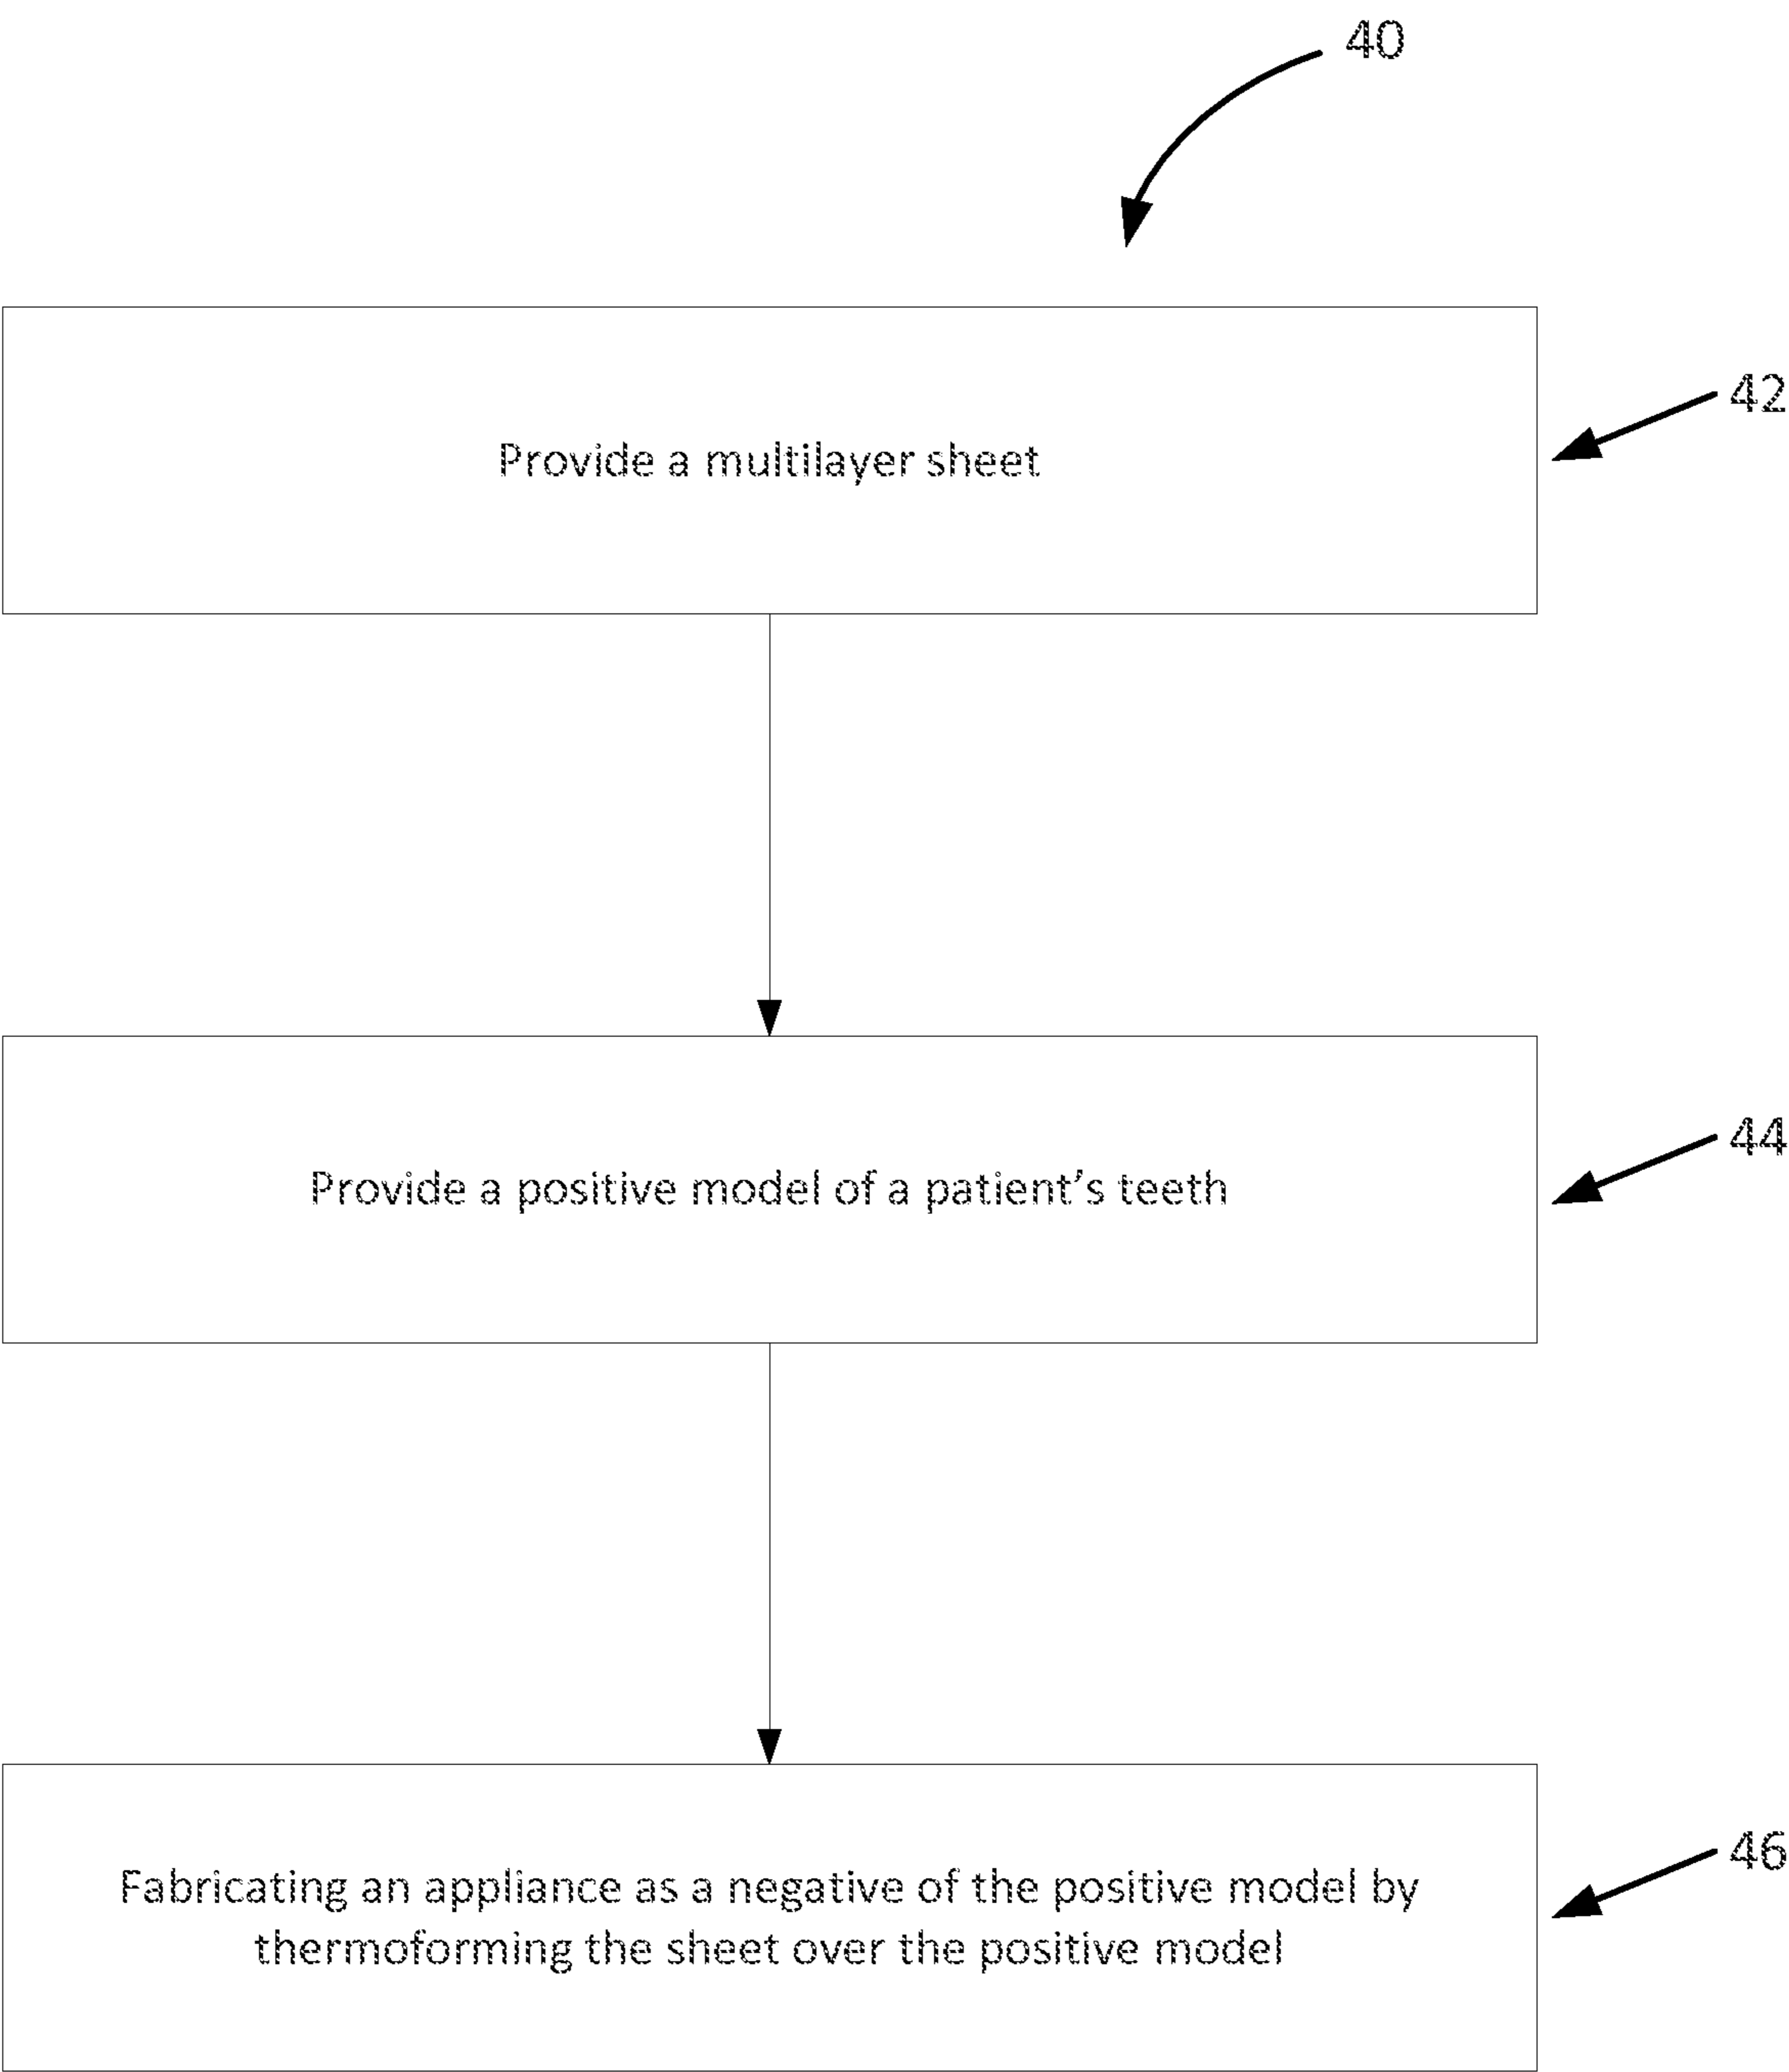 40
Provide a multilayer sheet
42
Provide a positive model of a patient’s teeth
44
Fabricating an appliance as a negative of the positive model by
thermoforming the sheet over the positive model
46